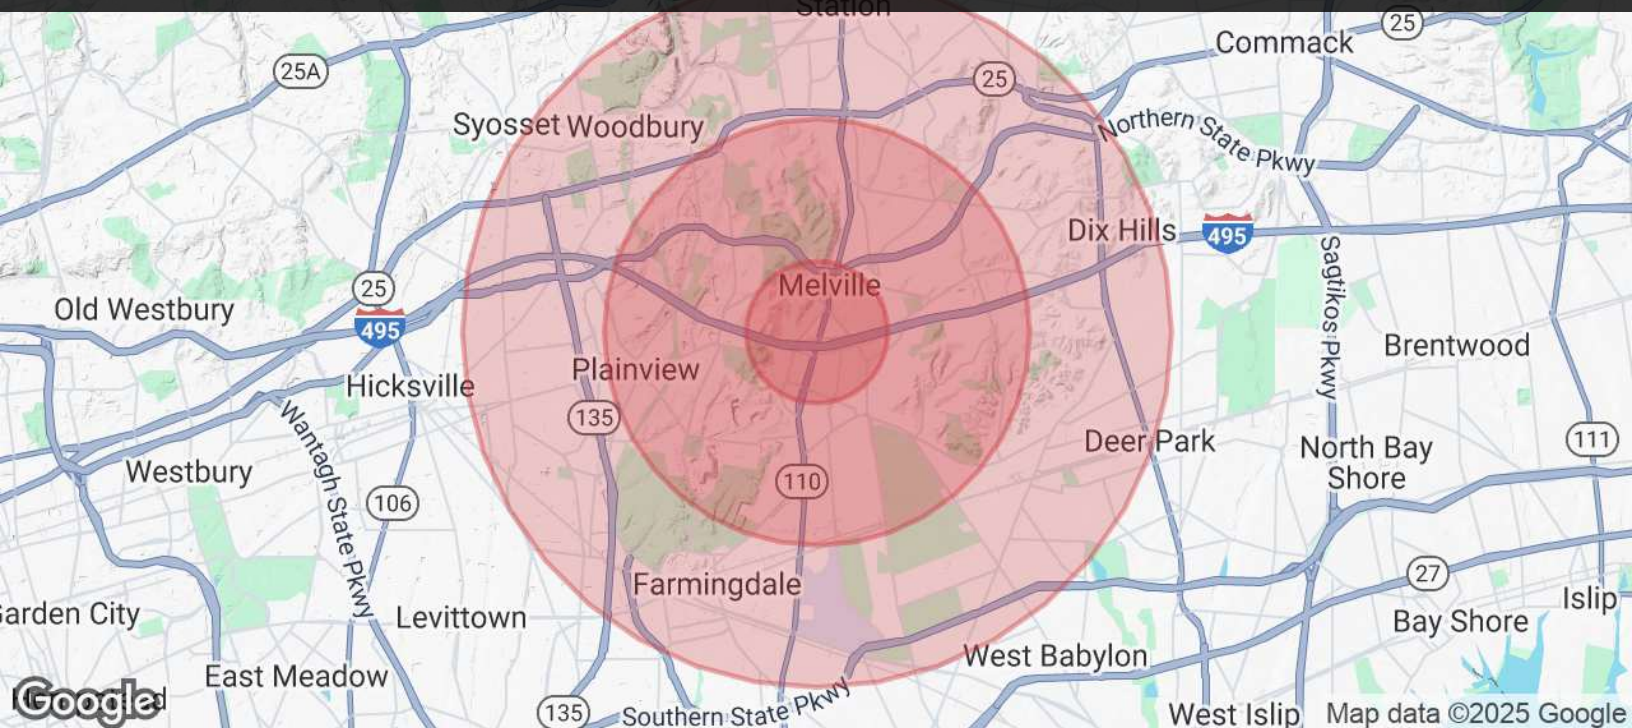 Station
25
Commack
25A
25
Syosset
Woodbury
Northern State Pkwy
Dix Hills
495
Sagtikos Pkwy
Melville
25
Old Westbury
495
Brentwood
Plainview
Hicksville
135
Wantagh State Pkwy
Deer Park
111
North Bay
Shore
Westbury
110
106
27
Farmingdale
Islip
Garden City
Levittown
Bay Shore
West Babylon
East Meadow
Google
135
Southern State Pkwy
West Islip
Map data ©2025 Google